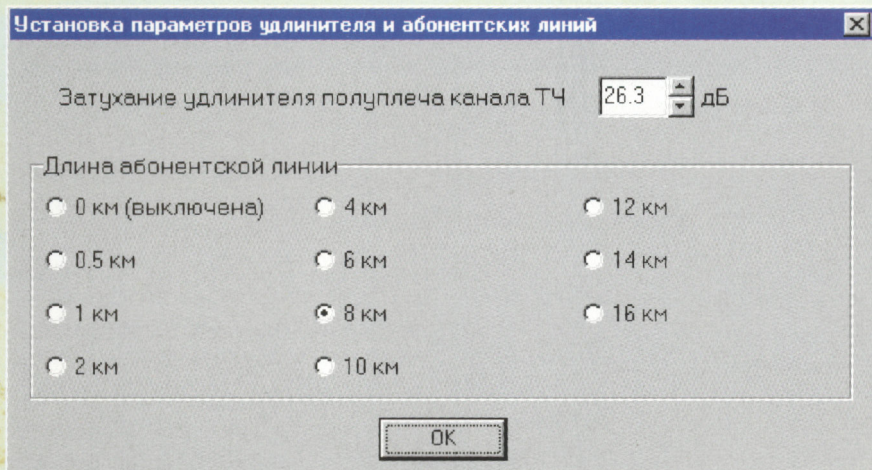 Установка параметров удлинителя и абонентских линий
Затухание удлинителя полуплеча канала ТЧ 26.3 дБ
Длина абонентской линии
0 км (выключена) 4 км 12 км
0.5 км 6 км 14 км
1 км 8 км 16 км
2 км 10 км
OK